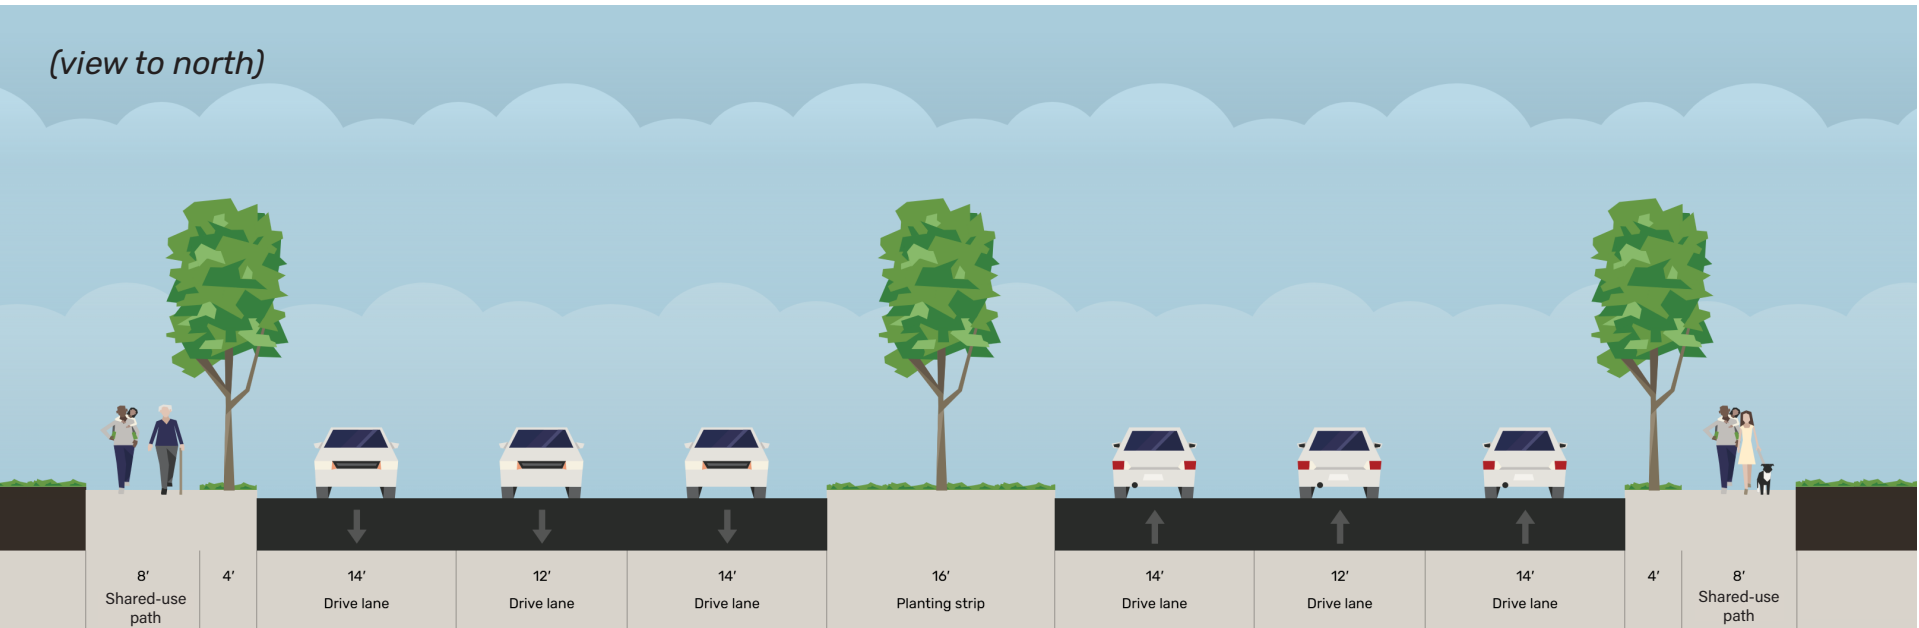 (view to north)
8’
Shared-use
path
4’
14’
Drive lane
12’
Drive lane
14’
Drive lane
16’
Planting strip
14’
Drive lane
12’
Drive lane
14’
Drive lane
4’
8’
Shared-use
path